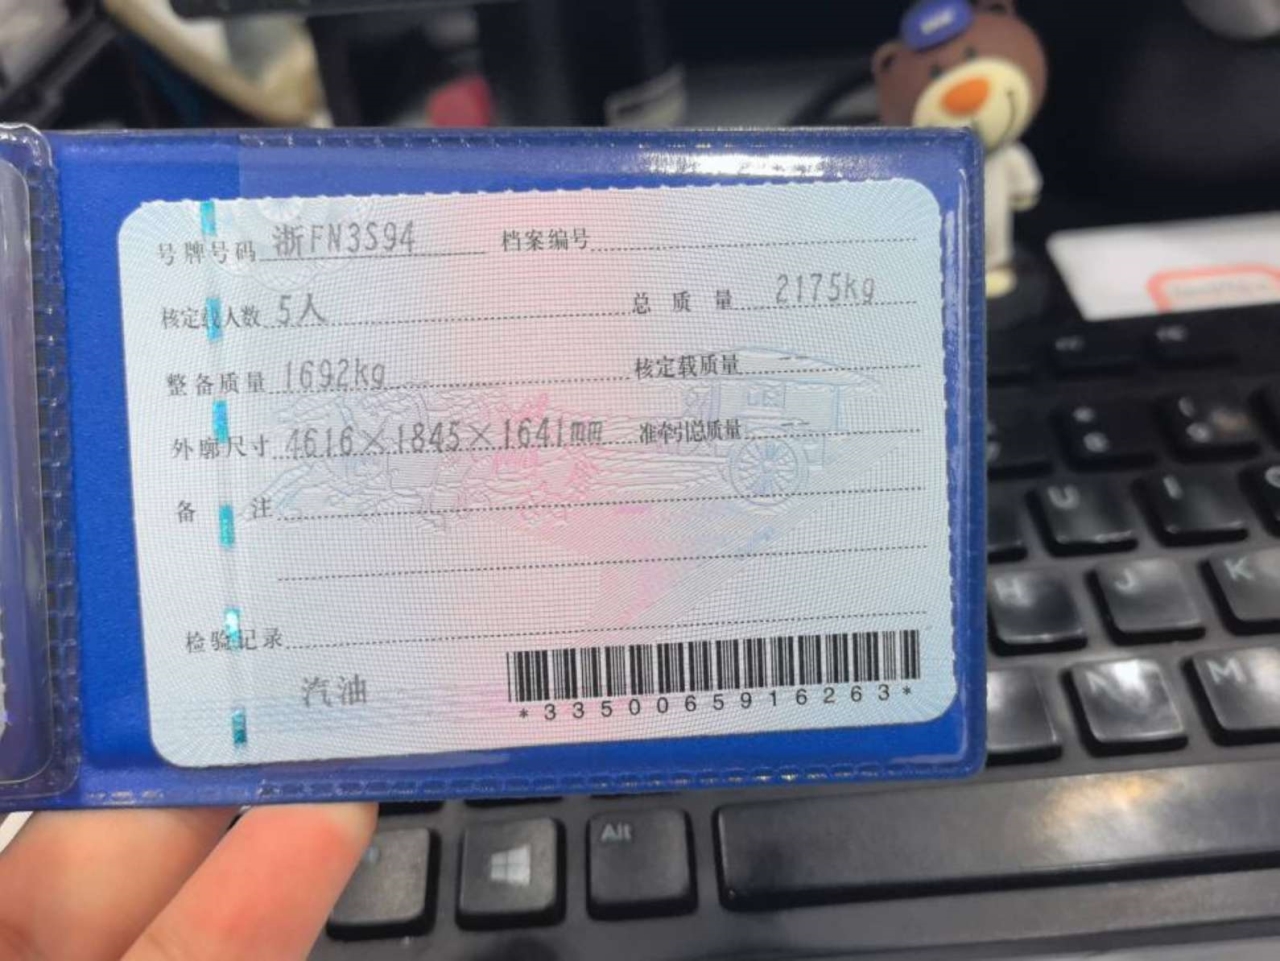 号牌号码 浙FN3S94 档案编号
核定载人数 5人 总质量 2175kg
整备质量 1692kg 核定载质量 --
外廓尺寸 4616×1845×1641mm 准牵引总质量 --
备注
检验记录
汽油
*3350065916263*
U I
H J K
N M
Alt